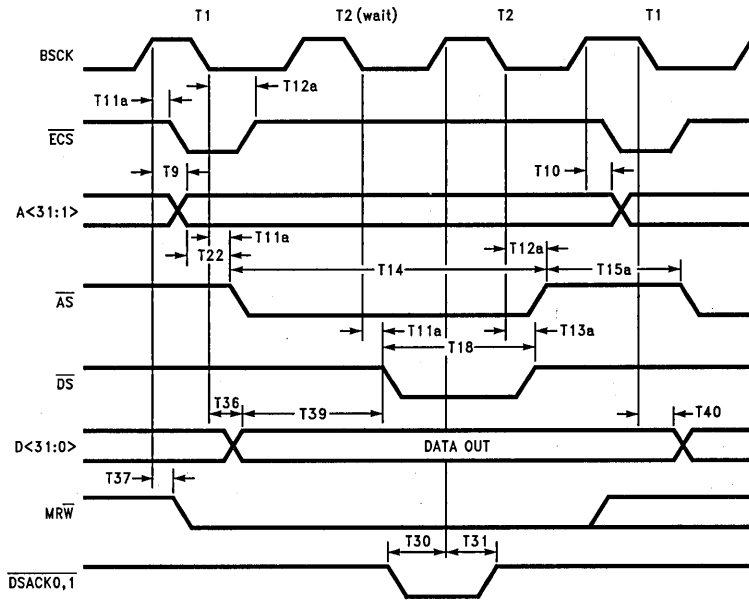 T1 T2 (wait) T2 T1
BSCK
T11a T12a
ECS
T9 T10
A<31:1>
T11a T12a
T22
T14 T15a
AS
T11a T13a
T18
DS
T36 T39 T40
D<31:0> DATA OUT
T37
MRW
T30 T31
DSACK0,1